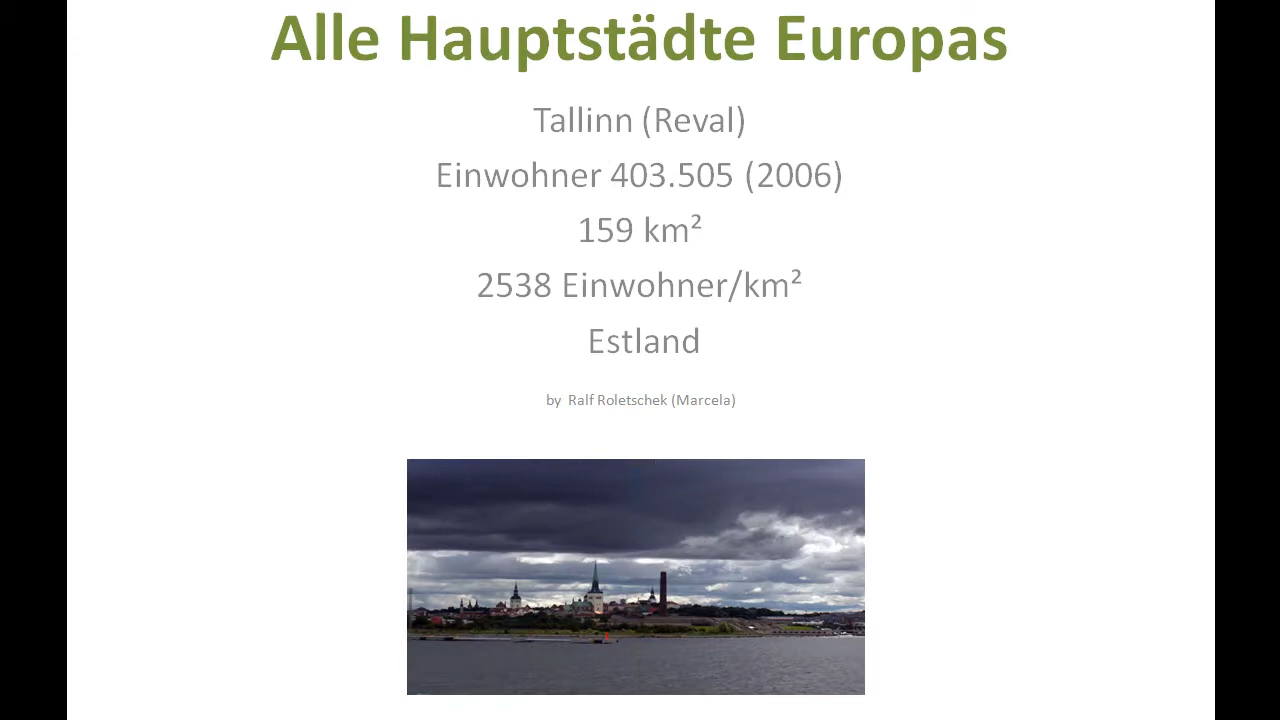 Alle Hauptstädte Europas
Tallinn (Reval)
Einwohner 403.505 (2006)
159 km²
2538 Einwohner/km²
Estland
by Ralf Roletschek (Marcela)